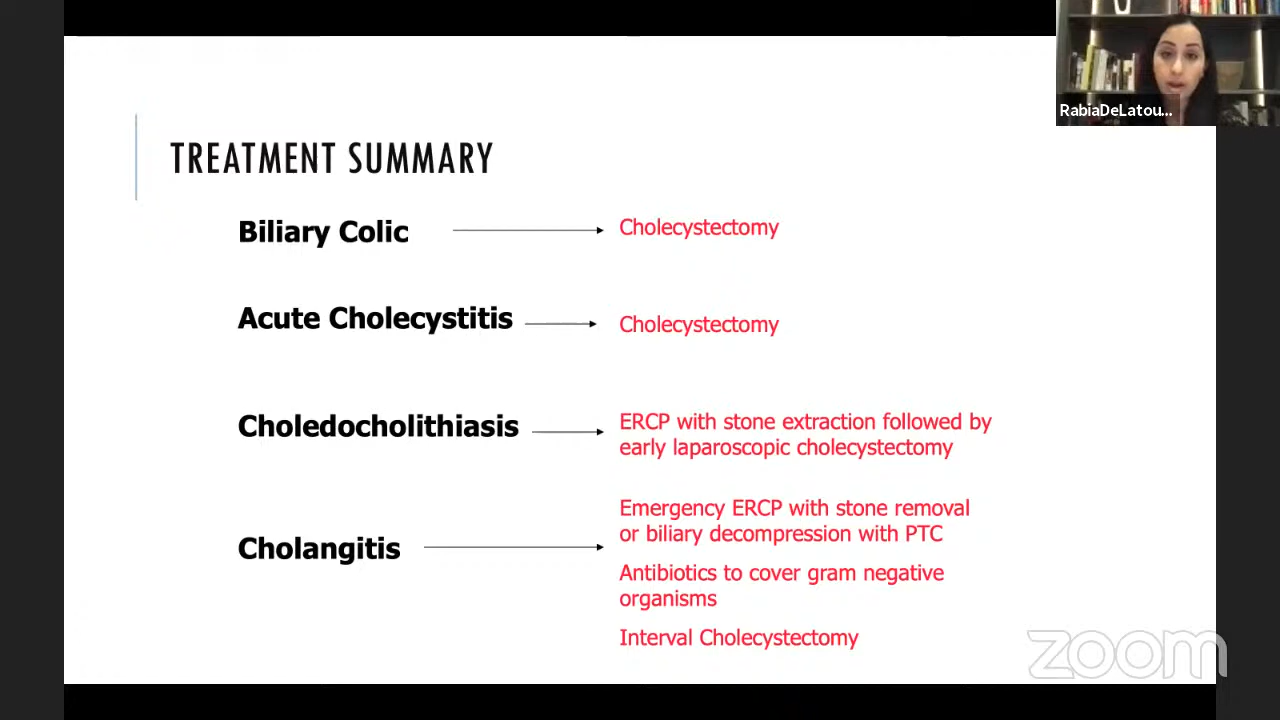 RabiaDeLatou...
TREATMENT SUMMARY
Biliary Colic
Cholecystectomy
Acute Cholecystitis
Cholecystectomy
Choledocholithiasis
ERCP with stone extraction followed by
early laparoscopic cholecystectomy
Cholangitis
Emergency ERCP with stone removal
or biliary decompression with PTC
Antibiotics to cover gram negative
organisms
Interval Cholecystectomy
zoom